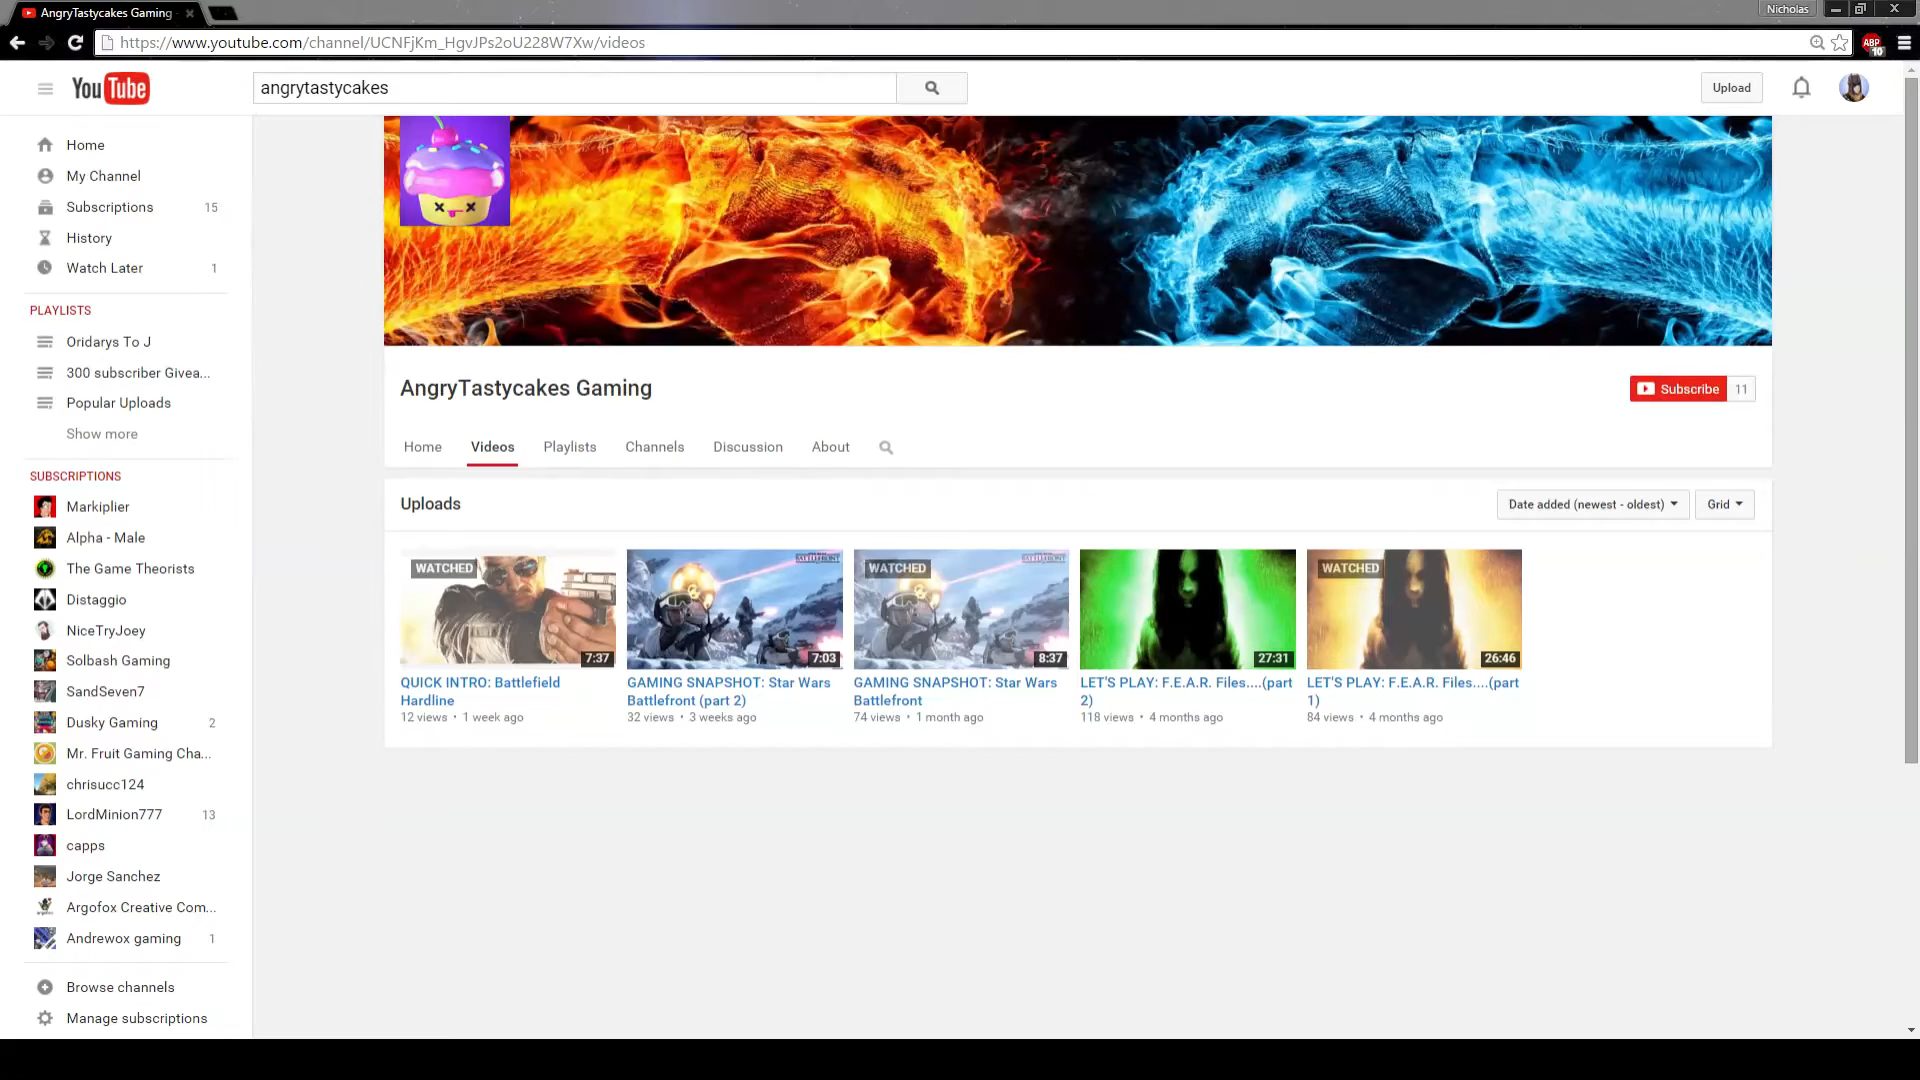 AngryTastycakes Gaming
Nicholas
https://www.youtube.com/channel/UCNFjKm_HgvJPs2oU228W7Xw/videos
ABP
10
YouTube
angrytastycakes
Upload
Home
My Channel
Subscriptions 15
History
Watch Later 1
PLAYLISTS
Oridarys To J
300 subscriber Givea...
Popular Uploads
Show more
SUBSCRIPTIONS
Markiplier
Alpha - Male
The Game Theorists
Distaggio
NiceTryJoey
Solbash Gaming
SandSeven7
Dusky Gaming 2
Mr. Fruit Gaming Cha...
chrisucc124
LordMinion777 13
capps
Jorge Sanchez
Argofox Creative Com...
Andrewox gaming 1
Browse channels
Manage subscriptions
AngryTastycakes Gaming
Subscribe 11
Home Videos Playlists Channels Discussion About
Uploads
Date added (newest - oldest) Grid
WATCHED
7:37
QUICK INTRO: Battlefield
Hardline
12 views • 1 week ago
BATTLEFRONT
7:03
GAMING SNAPSHOT: Star Wars
Battlefront (part 2)
32 views • 3 weeks ago
WATCHED
BATTLEFRONT
8:37
GAMING SNAPSHOT: Star Wars
Battlefront
74 views • 1 month ago
27:31
LET'S PLAY: F.E.A.R. Files....(part
2)
118 views • 4 months ago
WATCHED
26:46
LET'S PLAY: F.E.A.R. Files....(part
1)
84 views • 4 months ago